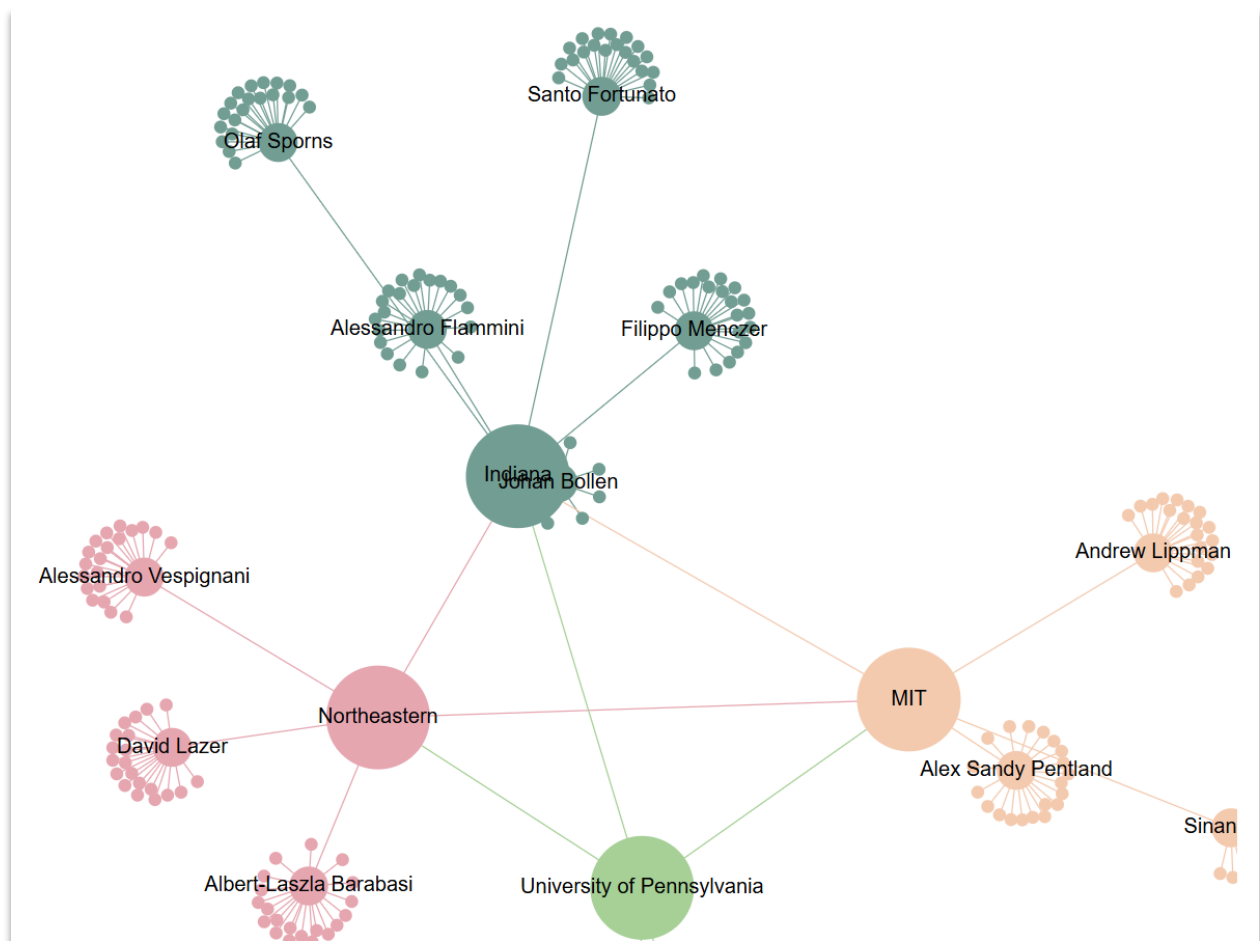 Santo Fortunato
Olaf Sporns
Alessandro Flammini
Filippo Menczer
Indiana
Johan Bollen
Andrew Lippman
Alessandro Vespignani
MIT
Northeastern
David Lazer
Alex Sandy Pentland
Sinan
Albert-Laszla Barabasi
University of Pennsylvania